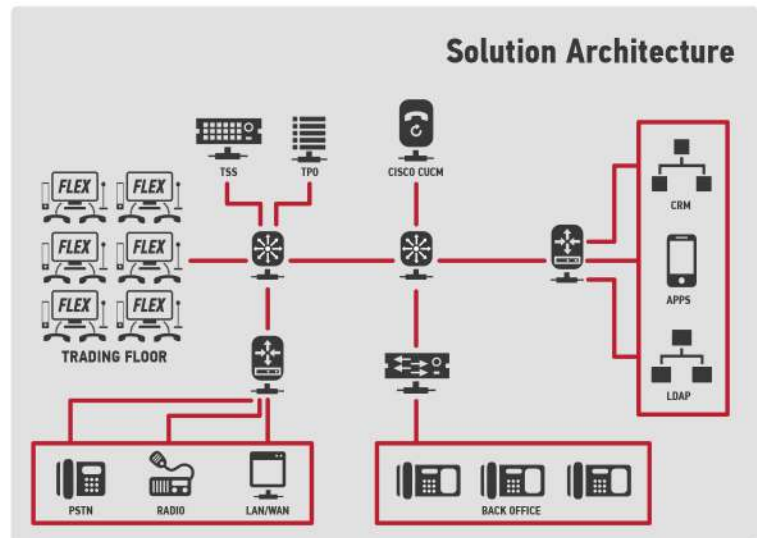 Solution Architecture
TSS
TPO
CISCO CUCM
FLEX FLEX
FLEX FLEX
FLEX FLEX
TRADING FLOOR
CRM
APPS
LDAP
PSTN
RADIO
LAN/WAN
BACK OFFICE